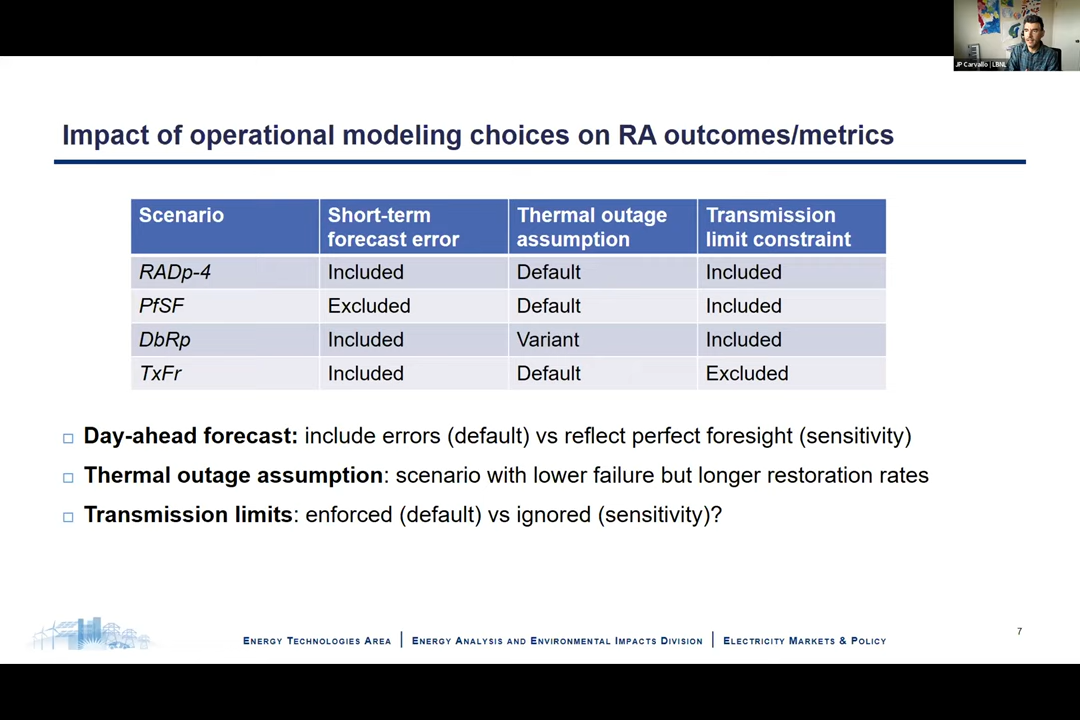 JP Carvallo | LBNL
Impact of operational modeling choices on RA outcomes/metrics
Scenario
Short-term
forecast error
Thermal outage
assumption
Transmission
limit constraint
RADp-4 Included Default Included
PfSF Excluded Default Included
DbRp Included Variant Included
TxFr Included Default Excluded
Day-ahead forecast: include errors (default) vs reflect perfect foresight (sensitivity)
Thermal outage assumption: scenario with lower failure but longer restoration rates
Transmission limits: enforced (default) vs ignored (sensitivity)?
ENERGY TECHNOLOGIES AREA | ENERGY ANALYSIS AND ENVIRONMENTAL IMPACTS DIVISION | ELECTRICITY MARKETS & POLICY
7